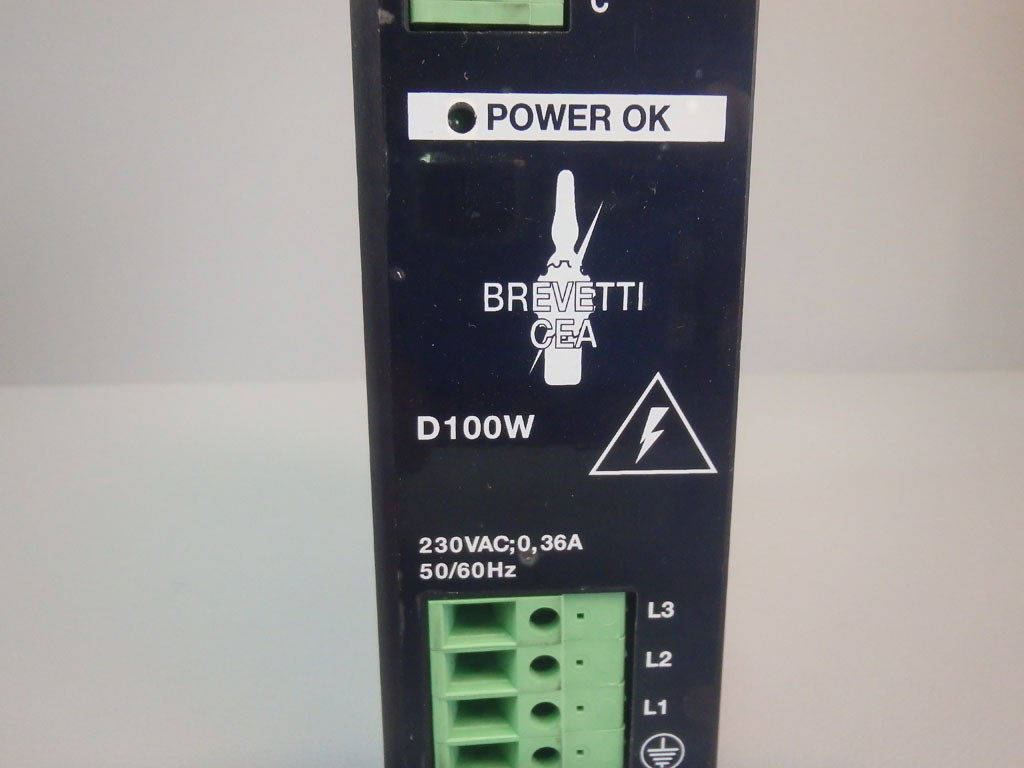 C
POWER OK
BREVETTI
CEA
D100W
230VAC;0,36A
50/60Hz
L3
L2
L1